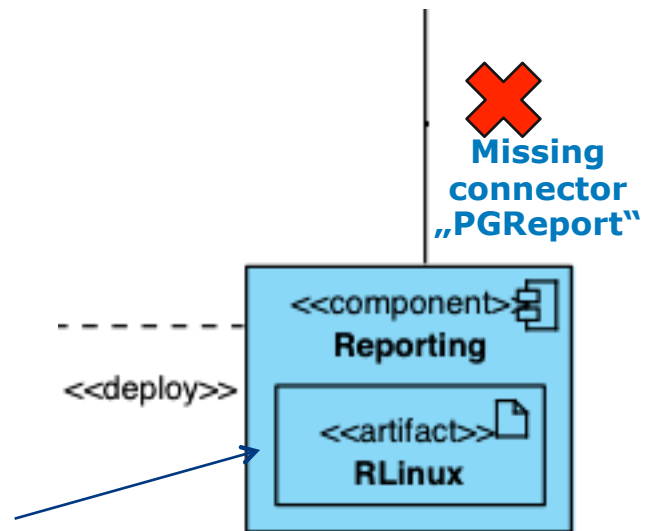 Missing
connector
„PGReport“
<<component>>
Reporting
<<deploy>>
<<artifact>>
RLinux